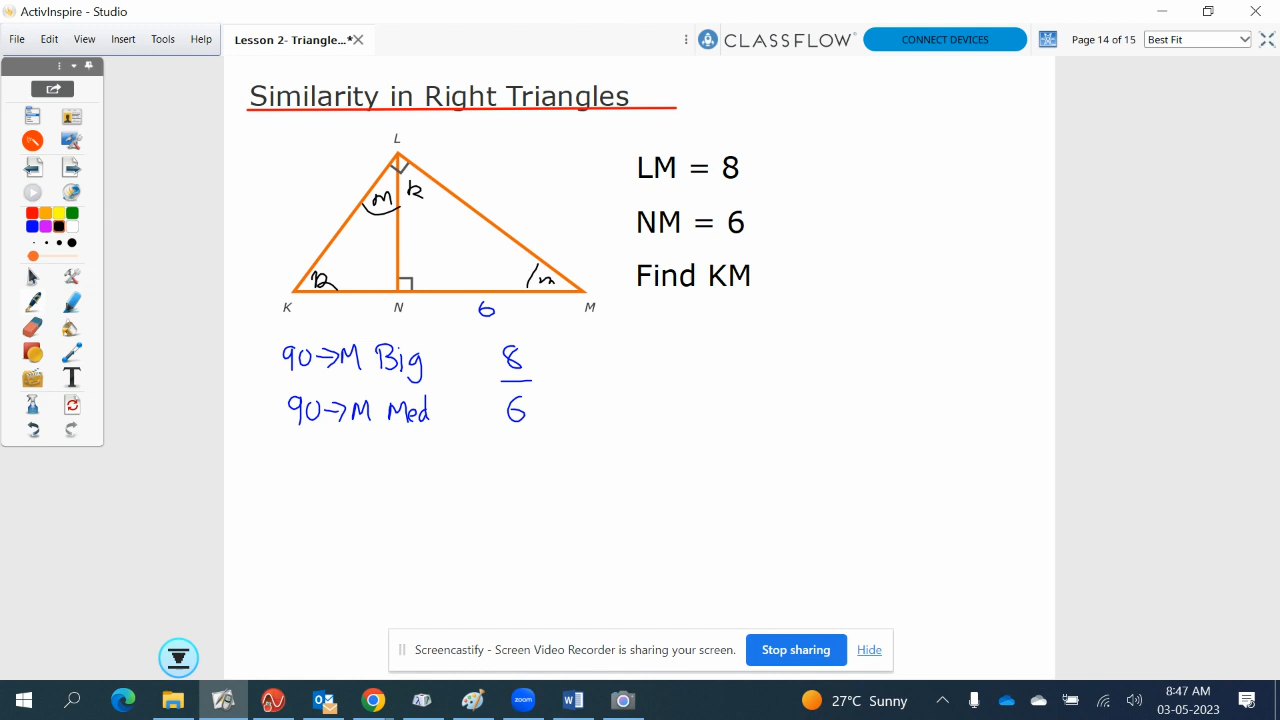 ActivInspire - Studio
File Edit View Insert Tools Help
Lesson 2- Triangle...*
CLASSFLOW
CONNECT DEVICES
Page 14 of 15
Best Fit
Similarity in Right Triangles
L
M k
k m
K N M
6
LM = 8
NM = 6
Find KM
90→M Big 8
90→M Med 6
T
Screencastify - Screen Video Recorder is sharing your screen.
Stop sharing
Hide
zoom
27°C Sunny
8:47 AM
03-05-2023